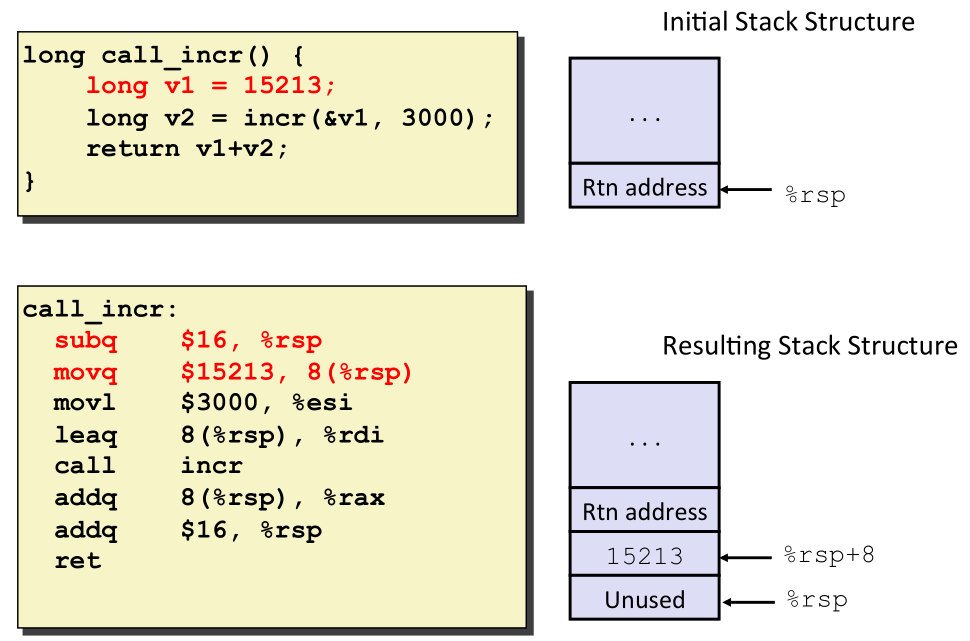 Initial Stack Structure
long call_incr() {
    long v1 = 15213;
    long v2 = incr(&v1, 3000);
    return v1+v2;
}
. . .
Rtn address
%rsp
call_incr:
  subq    $16, %rsp
  movq    $15213, 8(%rsp)
  movl    $3000, %esi
  leaq    8(%rsp), %rdi
  call    incr
  addq    8(%rsp), %rax
  addq    $16, %rsp
  ret
Resulting Stack Structure
. . .
Rtn address
15213
%rsp+8
Unused
%rsp